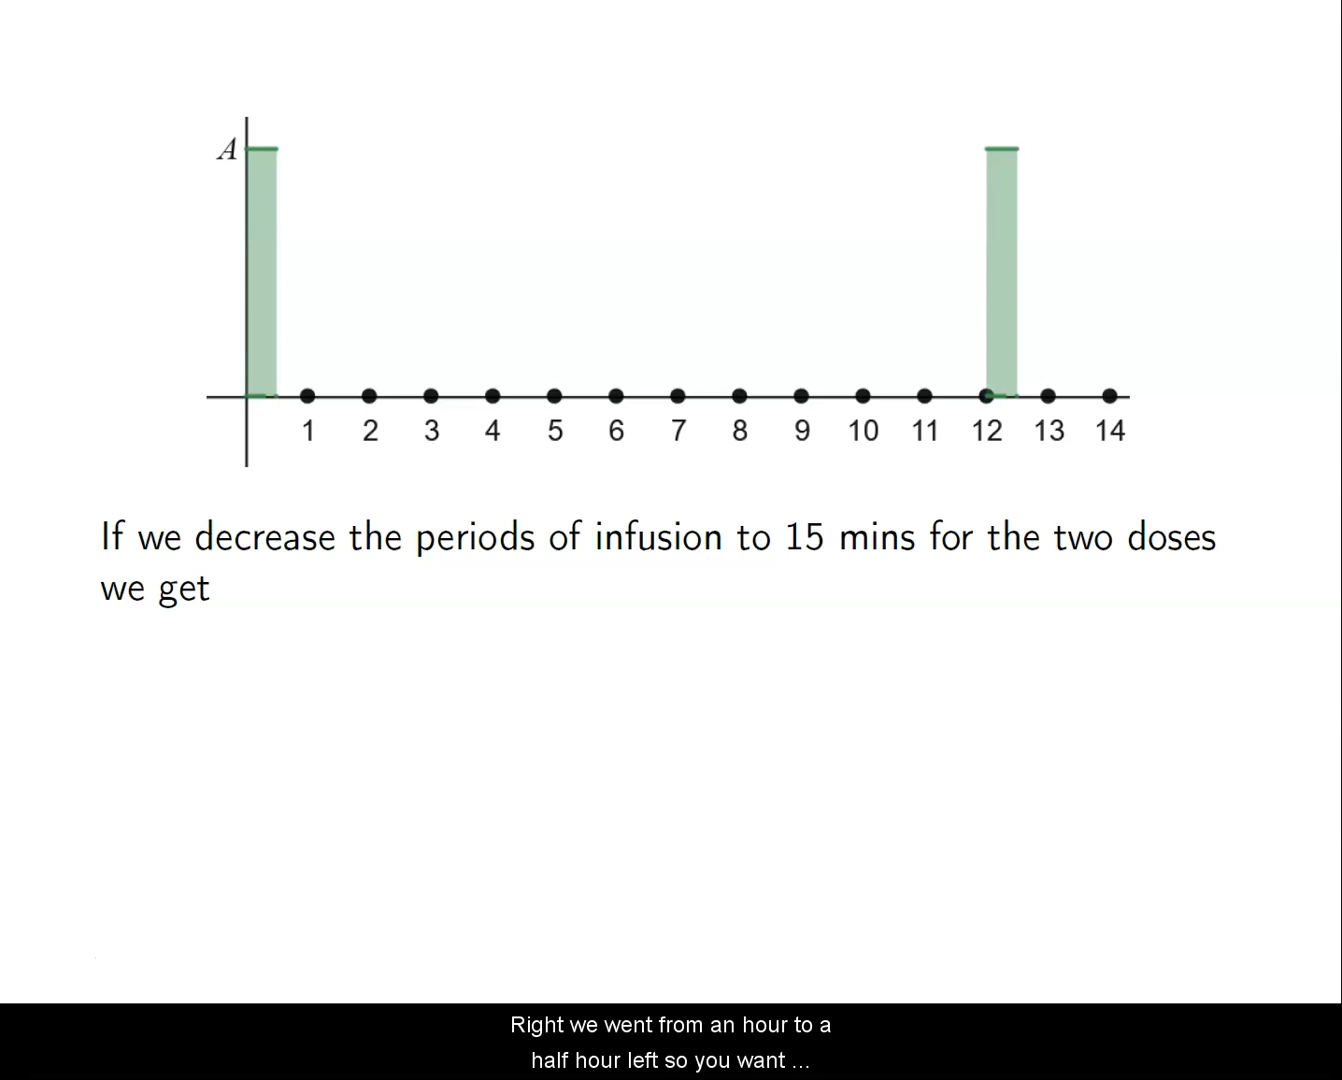 A
1 2 3 4 5 6 7 8 9 10 11 12 13 14
If we decrease the periods of infusion to 15 mins for the two doses
we get
Right we went from an hour to a
half hour left so you want ...